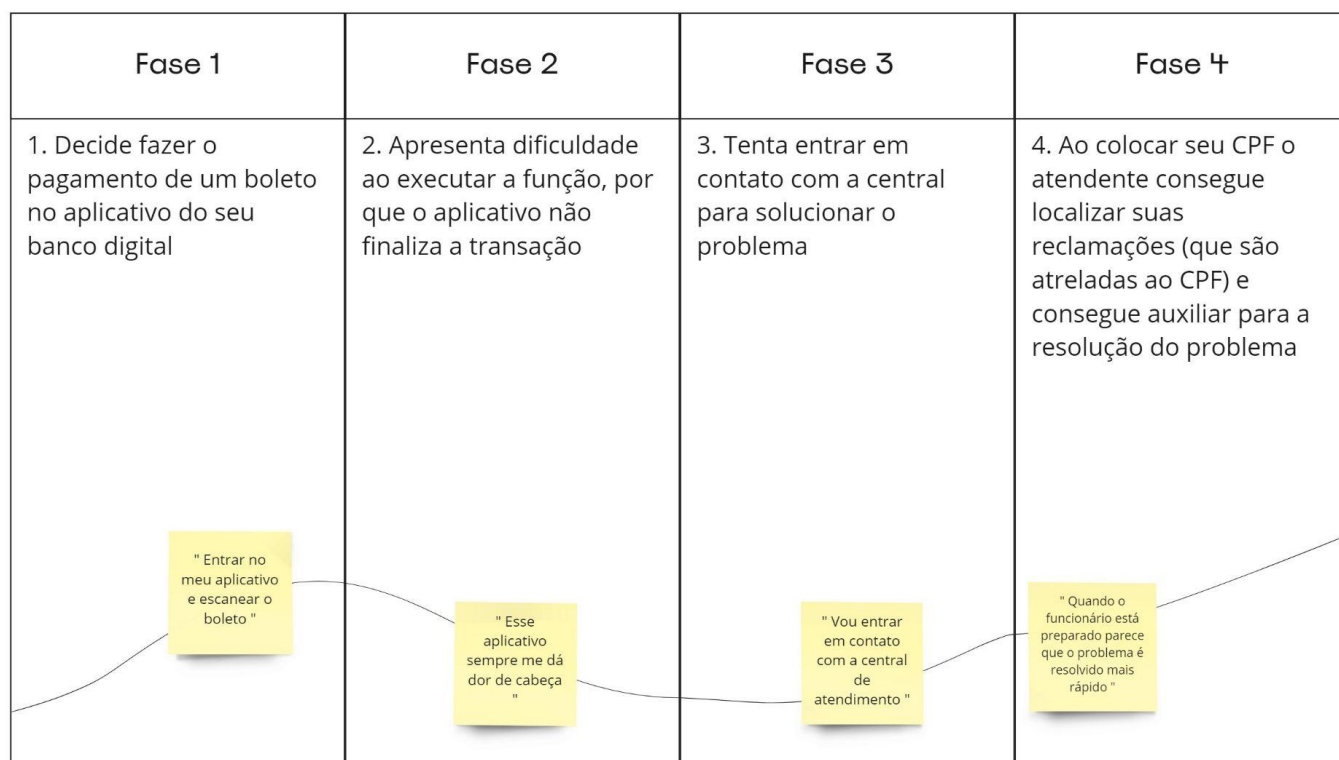 Fase 1
Fase 2
Fase 3
Fase 4
1. Decide fazer o
pagamento de um boleto
no aplicativo do seu
banco digital
2. Apresenta dificuldade
ao executar a função, por
que o aplicativo não
finaliza a transação
3. Tenta entrar em
contato com a central
para solucionar o
problema
4. Ao colocar seu CPF o
atendente consegue
localizar suas
reclamações (que são
atreladas ao CPF) e
consegue auxiliar para a
resolução do problema
" Entrar no
meu aplicativo
e escanear o
boleto "
" Esse
aplicativo
sempre me dá
dor de cabeça
"
" Vou entrar
em contato
com a central
de
atendimento "
" Quando o
funcionário está
preparado parece
que o problema é
resolvido mais
rápido "